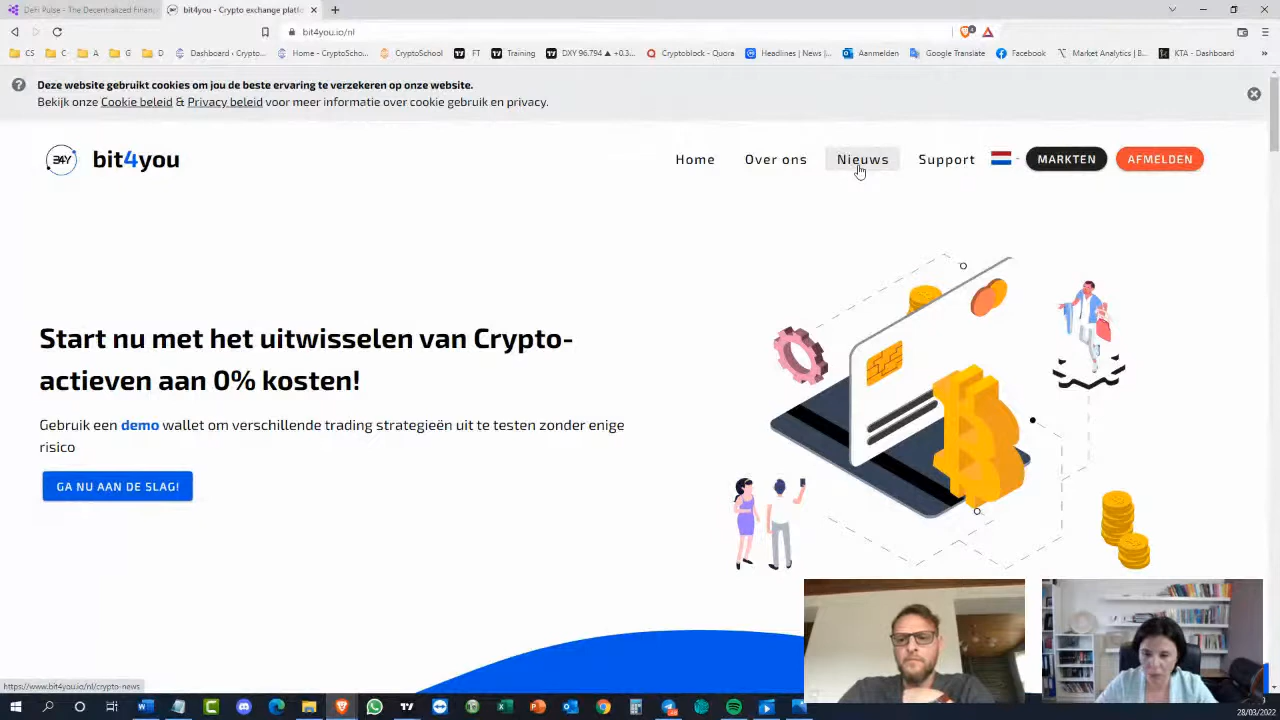 DeFi Pulse - The Decentralized Finan
bit4you - Crypto exchange platfo
bit4you.io/nl
CS
C
A
G
D
Dashboard - Crypto...
Home - CryptoScho...
CryptoSchool
FT
Training
DXY 96.794 ▲ +0.3...
Cryptoblock - Quora
Headlines | News |...
Aanmelden
Google Translate
Facebook
Market Analytics | B...
KTA - Dashboard
»
Deze website gebruikt cookies om jou de beste ervaring te verzekeren op onze website.
Bekijk onze Cookie beleid & Privacy beleid voor meer informatie over cookie gebruik en privacy.
B4Y
bit4you
Home
Over ons
Nieuws
Support
MARKTEN
AFMELDEN
Start nu met het uitwisselen van Crypto-
actieven aan 0% kosten!
Gebruik een demo wallet om verschillende trading strategieën uit te testen zonder enige
risico
GA NU AAN DE SLAG!
https://www.bit4you.io/nl/crypto-news
28/03/2022